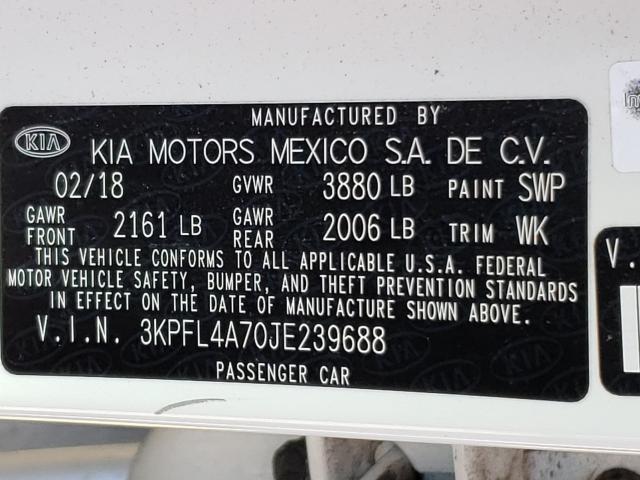 MANUFACTURED BY
KIA KIA MOTORS MEXICO S.A. DE C.V.
02/18 GVWR 3880 LB PAINT SWP
GAWR FRONT 2161 LB GAWR REAR 2006 LB TRIM WK
THIS VEHICLE CONFORMS TO ALL APPLICABLE U.S.A. FEDERAL
MOTOR VEHICLE SAFETY, BUMPER, AND THEFT PREVENTION STANDARDS
IN EFFECT ON THE DATE OF MANUFACTURE SHOWN ABOVE.
V.I.N. 3KPFL4A70JE239688
PASSENGER CAR
V.